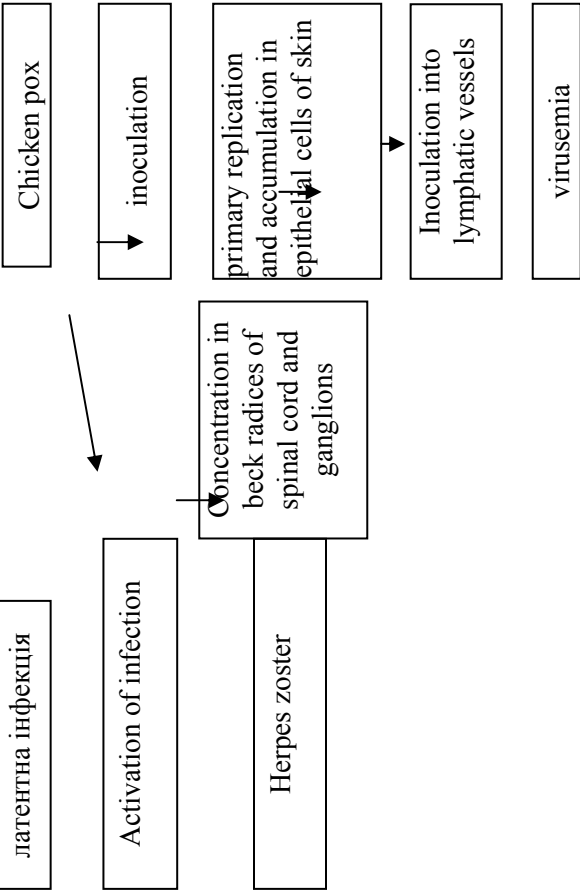 Chicken pox
inoculation
primary replication
and accumulation in
epithelial cells of skin
Inoculation into
lymphatic vessels
virusemia
Concentration in
beck radices of
spinal cord and
ganglions
латентна інфекція
Activation of infection
Herpes zoster